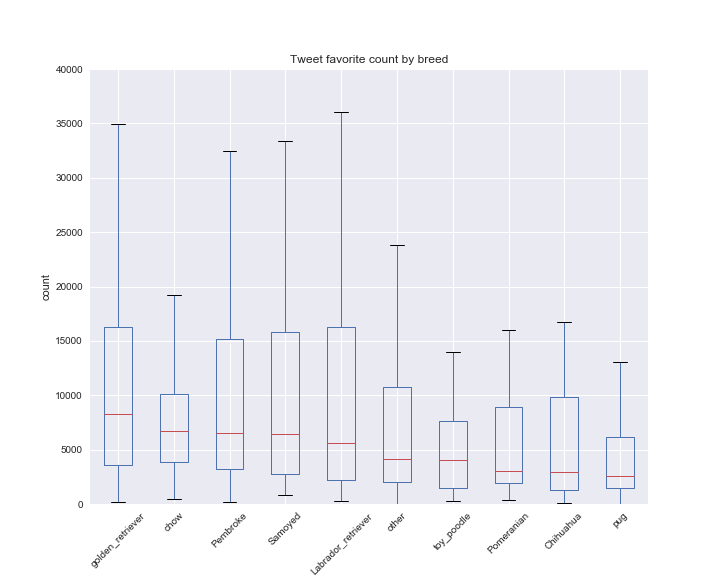 Tweet favorite count by breed
40000
35000
30000
25000
20000
15000
10000
5000
0
count
golden_retriever
chow
Pembroke
Samoyed
Labrador_retriever
other
toy_poodle
Pomeranian
Chihuahua
pug